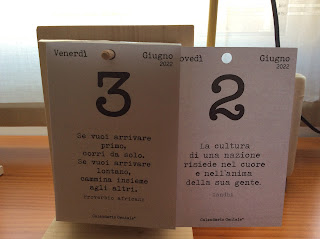 Venerdì
Giugno
2022
3
Se vuoi arrivare
primo,
corri da solo.
Se vuoi arrivare
lontano,
cammina insieme
agli altri.
Proverbio africano
Calendario Geniale®
ovedì
Giugno
2022
2
La cultura
di una nazione
risiede nel cuore
e nell'anima
della sua gente.
Gandhi
Calendario Geniale®